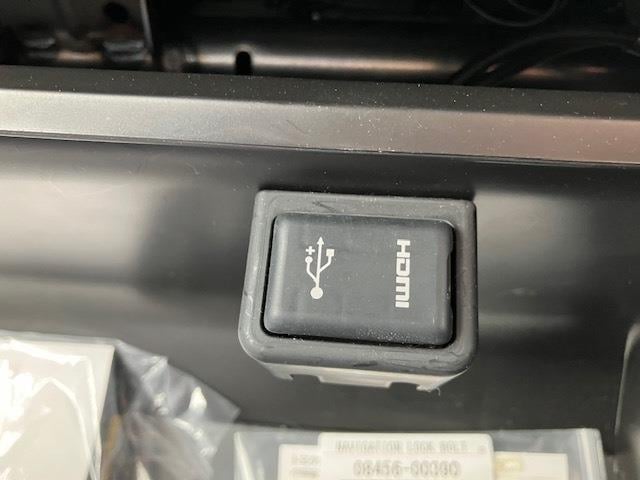 HDMI
NAVIGATION LOCK BOLT
08456-00390